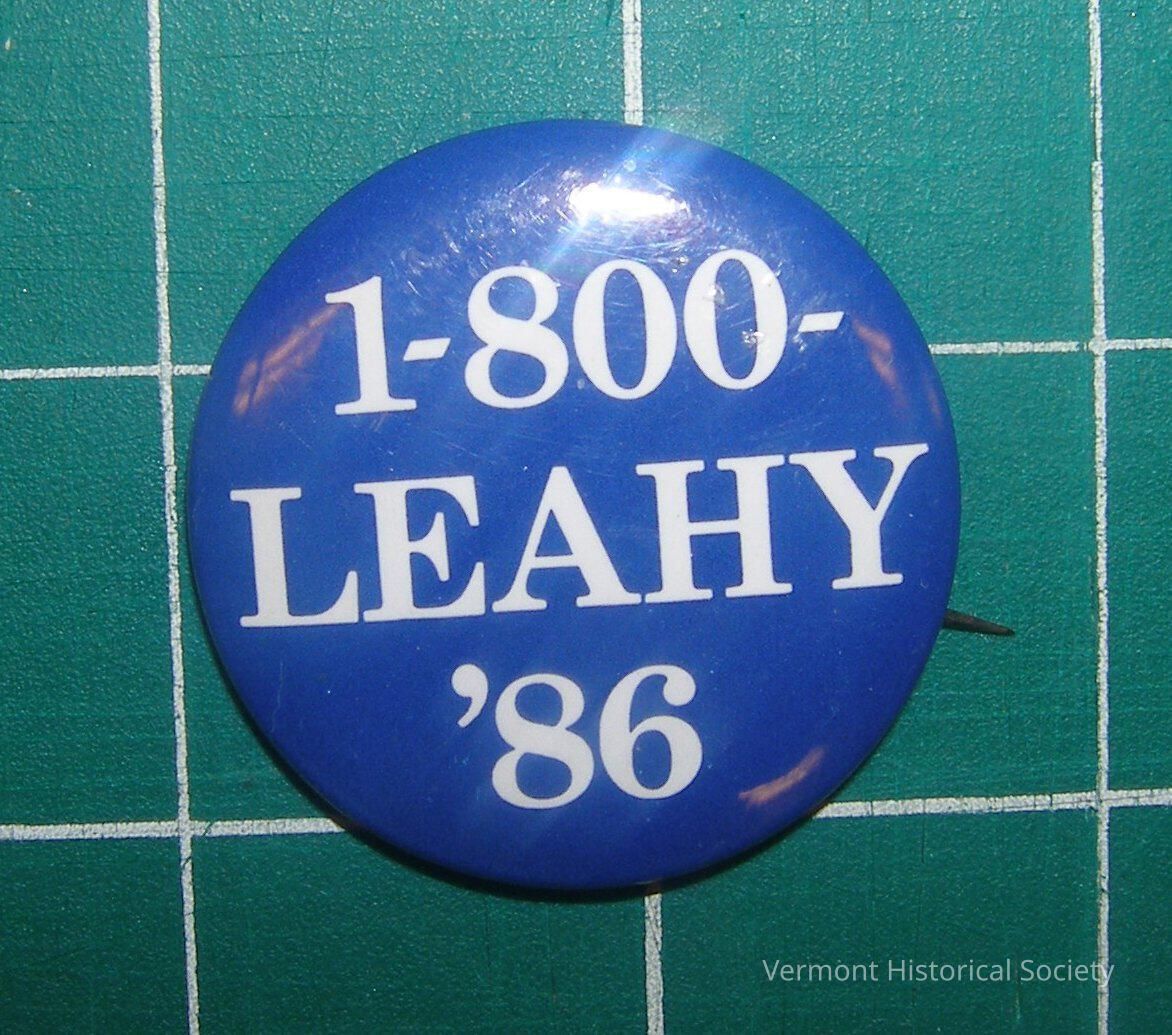 1-800-
LEAHY
’86
Vermont Historical Society